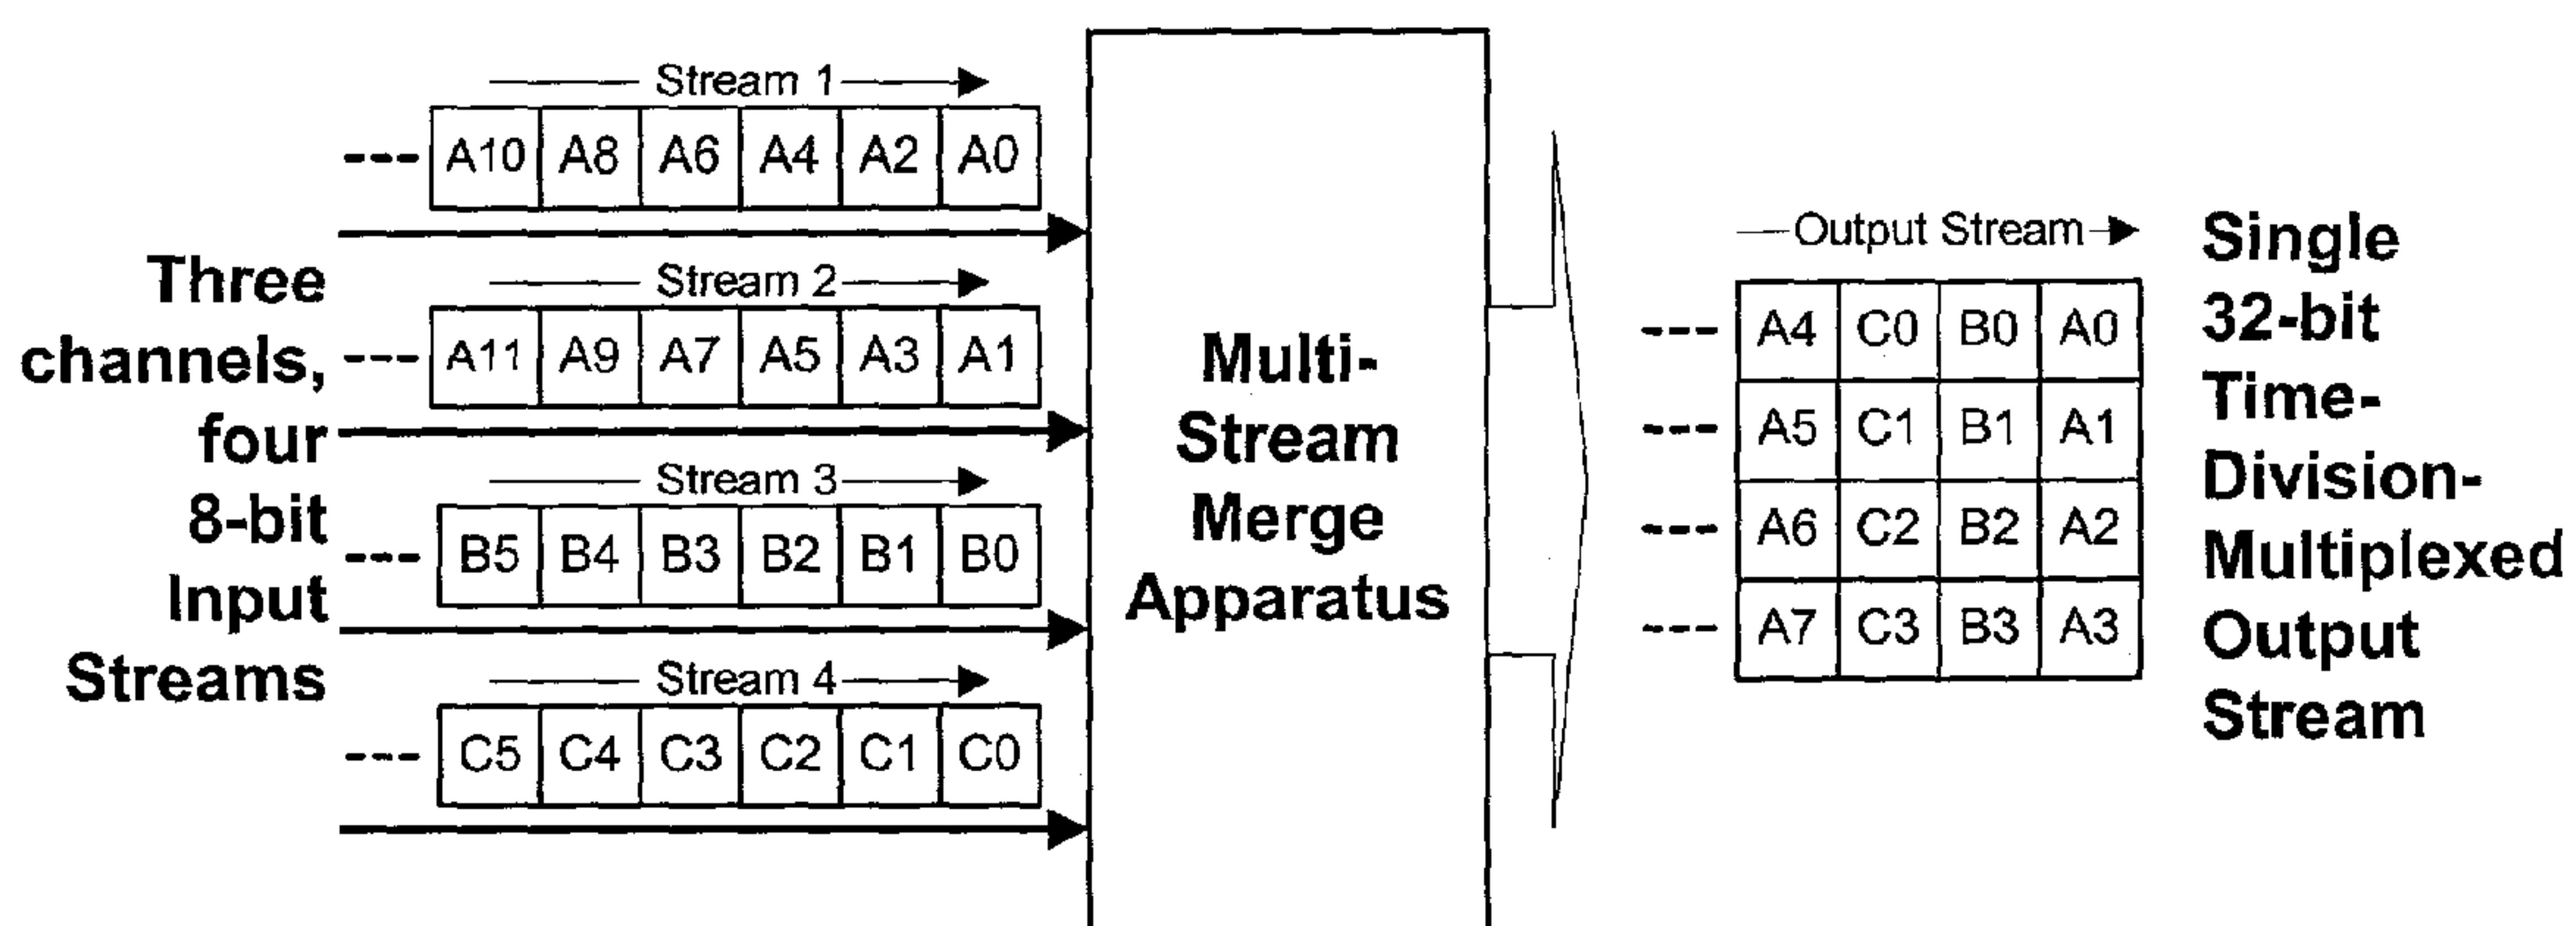 Three
channels,
four
8-bit
Input
Streams
Stream 1
--- A10 A8 A6 A4 A2 A0
Stream 2
--- A11 A9 A7 A5 A3 A1
Stream 3
--- B5 B4 B3 B2 B1 B0
Stream 4
--- C5 C4 C3 C2 C1 C0
Multi-
Stream
Merge
Apparatus
Output Stream
--- A4 C0 B0 A0
--- A5 C1 B1 A1
--- A6 C2 B2 A2
--- A7 C3 B3 A3
Single
32-bit
Time-
Division-
Multiplexed
Output
Stream